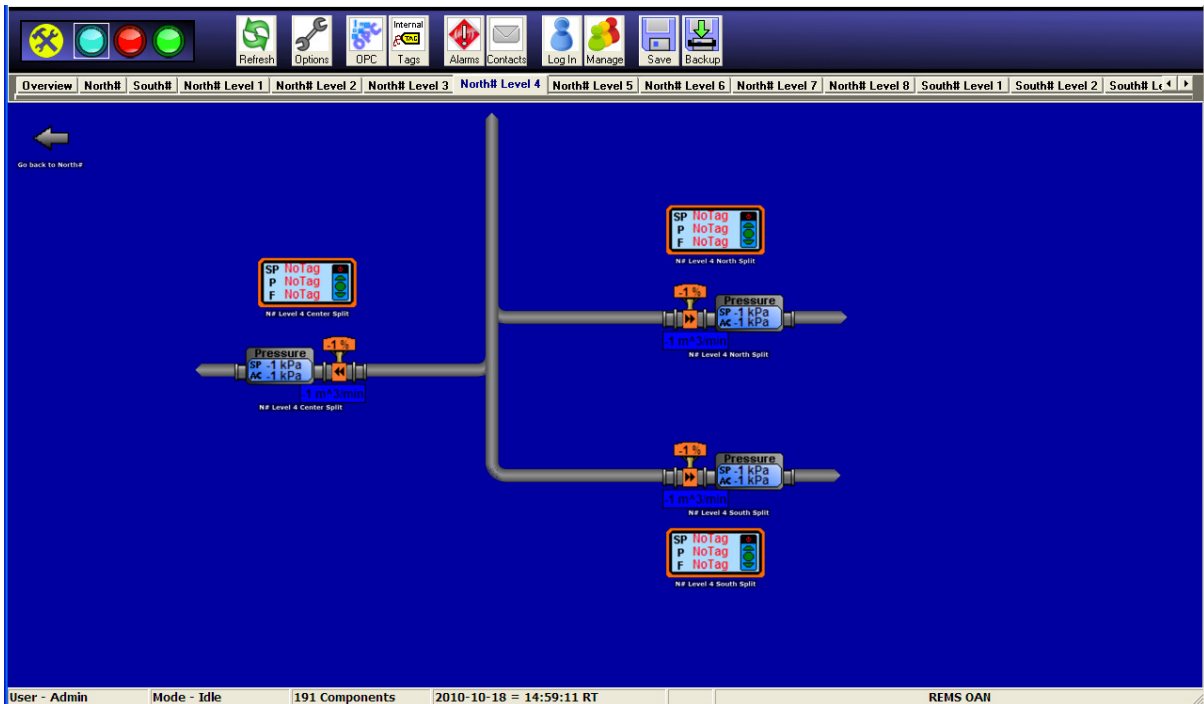 Internal
TAG
Refresh Options OPC Tags Alarms Contacts Log In Manage Save Backup
Overview North# South# North# Level 1 North# Level 2 North# Level 3 North# Level 4 North# Level 5 North# Level 6 North# Level 7 North# Level 8 South# Level 1 South# Level 2 South# Le
Go back to North#
SP NoTag
P NoTag
F NoTag
N# Level 4 North Split
SP NoTag
P NoTag
F NoTag
N# Level 4 Center Split
-1 %
Pressure
SP -1 kPa
AC -1 kPa
-1 m^3/min
N# Level 4 North Split
-1 %
Pressure
SP -1 kPa
AC -1 kPa
-1 m^3/min
N# Level 4 Center Split
-1 %
Pressure
SP -1 kPa
AC -1 kPa
-1 m^3/min
N# Level 4 South Split
SP NoTag
P NoTag
F NoTag
N# Level 4 South Split
User - Admin Mode - Idle 191 Components 2010-10-18 = 14:59:11 RT REMS OAN